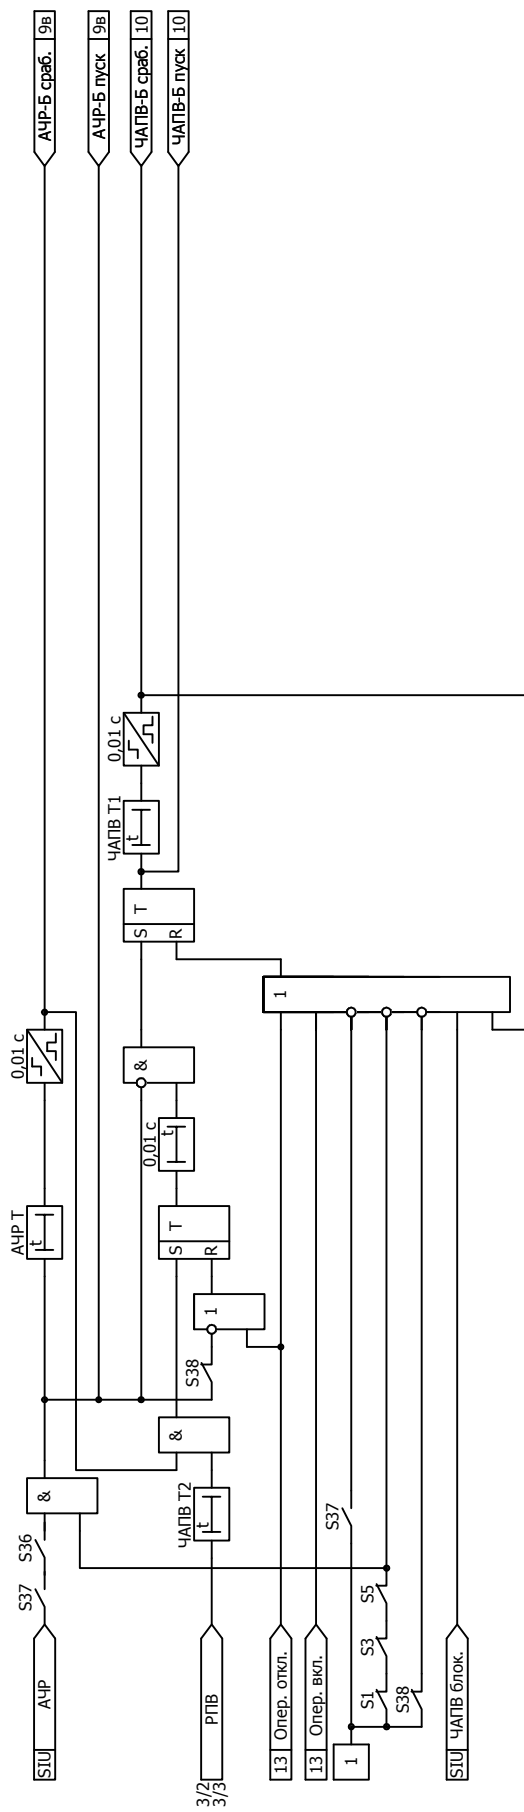 SIU АЧР
S37
S36
&
АЧР Т
t
0,01 с
АЧР-Б сраб. 9в
АЧР-Б пуск 9в
ЧАПВ-Б сраб. 10
ЧАПВ-Б пуск 10
3/2
3/3
РПВ
ЧАПВ Т2
t
&
S38
1
S T
R
0,01 с
t
&
S T
R
ЧАПВ Т1
t
0,01 с
13 Опер. откл.
13 Опер. вкл.
1
1
S37
S1
S3
S5
S38
SIU ЧАПВ блок.